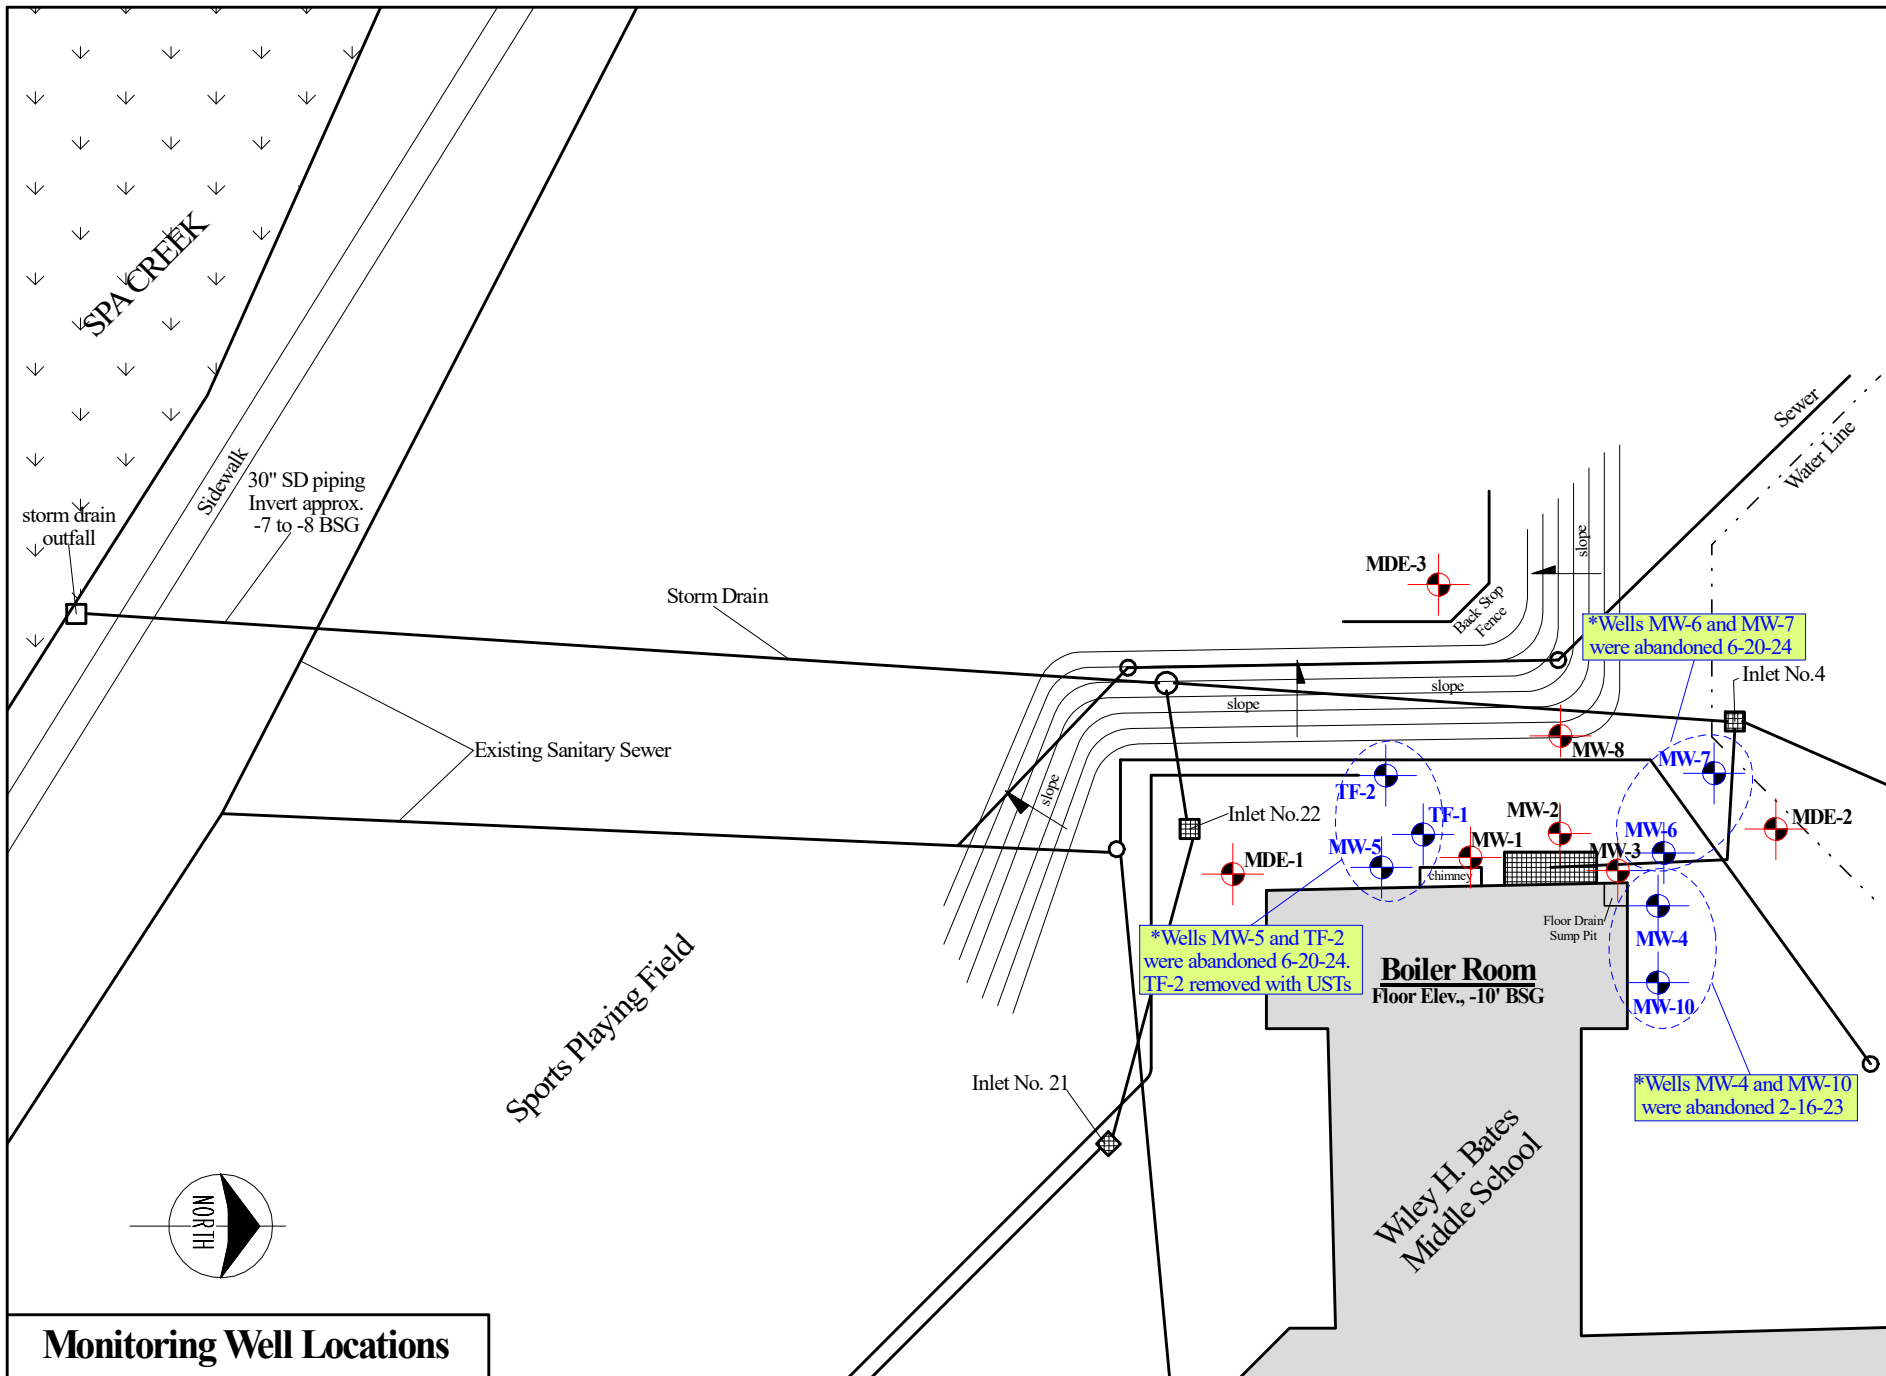 SPA CREEK
Sidewalk
30" SD piping
Invert approx.
-7 to -8 BSG
storm drain
outfall
Storm Drain
Existing Sanitary Sewer
Sewer
Water Line
MDE-3
Back Stop
Fence
slope
*Wells MW-6 and MW-7
were abandoned 6-20-24
Inlet No.4
slope
slope
MW-8
MW-7
slope
TF-2
TF-1
MW-2
MDE-2
Inlet No.22
MW-5
MW-1
MW-3
MW-6
MDE-1
chimney
Floor Drain
Sump Pit
MW-4
*Wells MW-5 and TF-2
were abandoned 6-20-24.
TF-2 removed with USTs
Boiler Room
Floor Elev., -10' BSG
MW-10
Sports Playing Field
Inlet No. 21
*Wells MW-4 and MW-10
were abandoned 2-16-23
Wiley H. Bates
Middle School
NORTH
Monitoring Well Locations